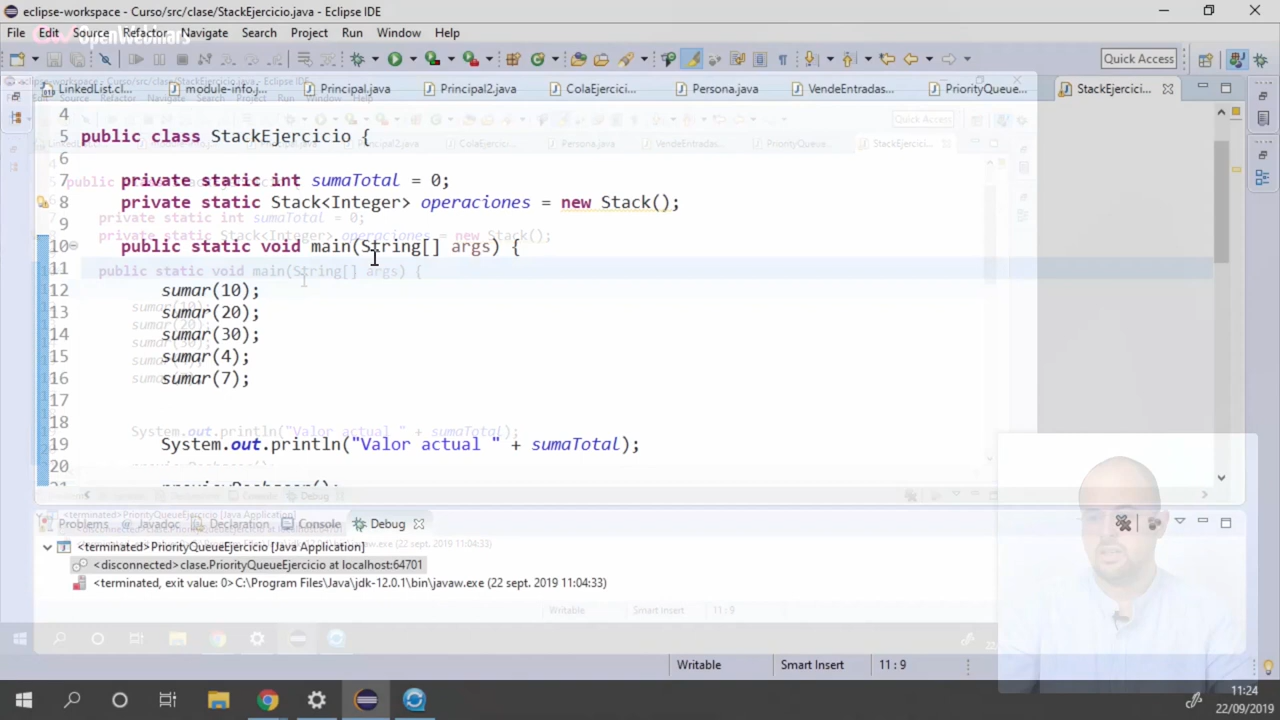 eclipse-workspace - Curso/src/clase/StackEjercicio.java - Eclipse IDE
File Edit Source Refactor Navigate Search Project Run Window Help
OpenWebinars
Quick Access
LinkedList.cl... module-info.j... Principal.java Principal2.java ColaEjercici... Persona.java VendeEntradas... PriorityQueue... StackEjercici...
4
5 public class StackEjercicio {
6
7 private static int sumaTotal = 0;
8 private static Stack<Integer> operaciones = new Stack();
9
10 public static void main(String[] args) {
11
12 sumar(10);
13 sumar(20);
14 sumar(30);
15 sumar(4);
16 sumar(7);
17
18
19 System.out.println("Valor actual " + sumaTotal);
20
Problems Javadoc Declaration Console Debug
<terminated>PriorityQueueEjercicio [Java Application]
<disconnected>clase.PriorityQueueEjercicio at localhost:64701
<terminated, exit value: 0>C:\Program Files\Java\jdk-12.0.1\bin\javaw.exe (22 sept. 2019 11:04:33)
Writable Smart Insert 11 : 9
11:24
22/09/2019